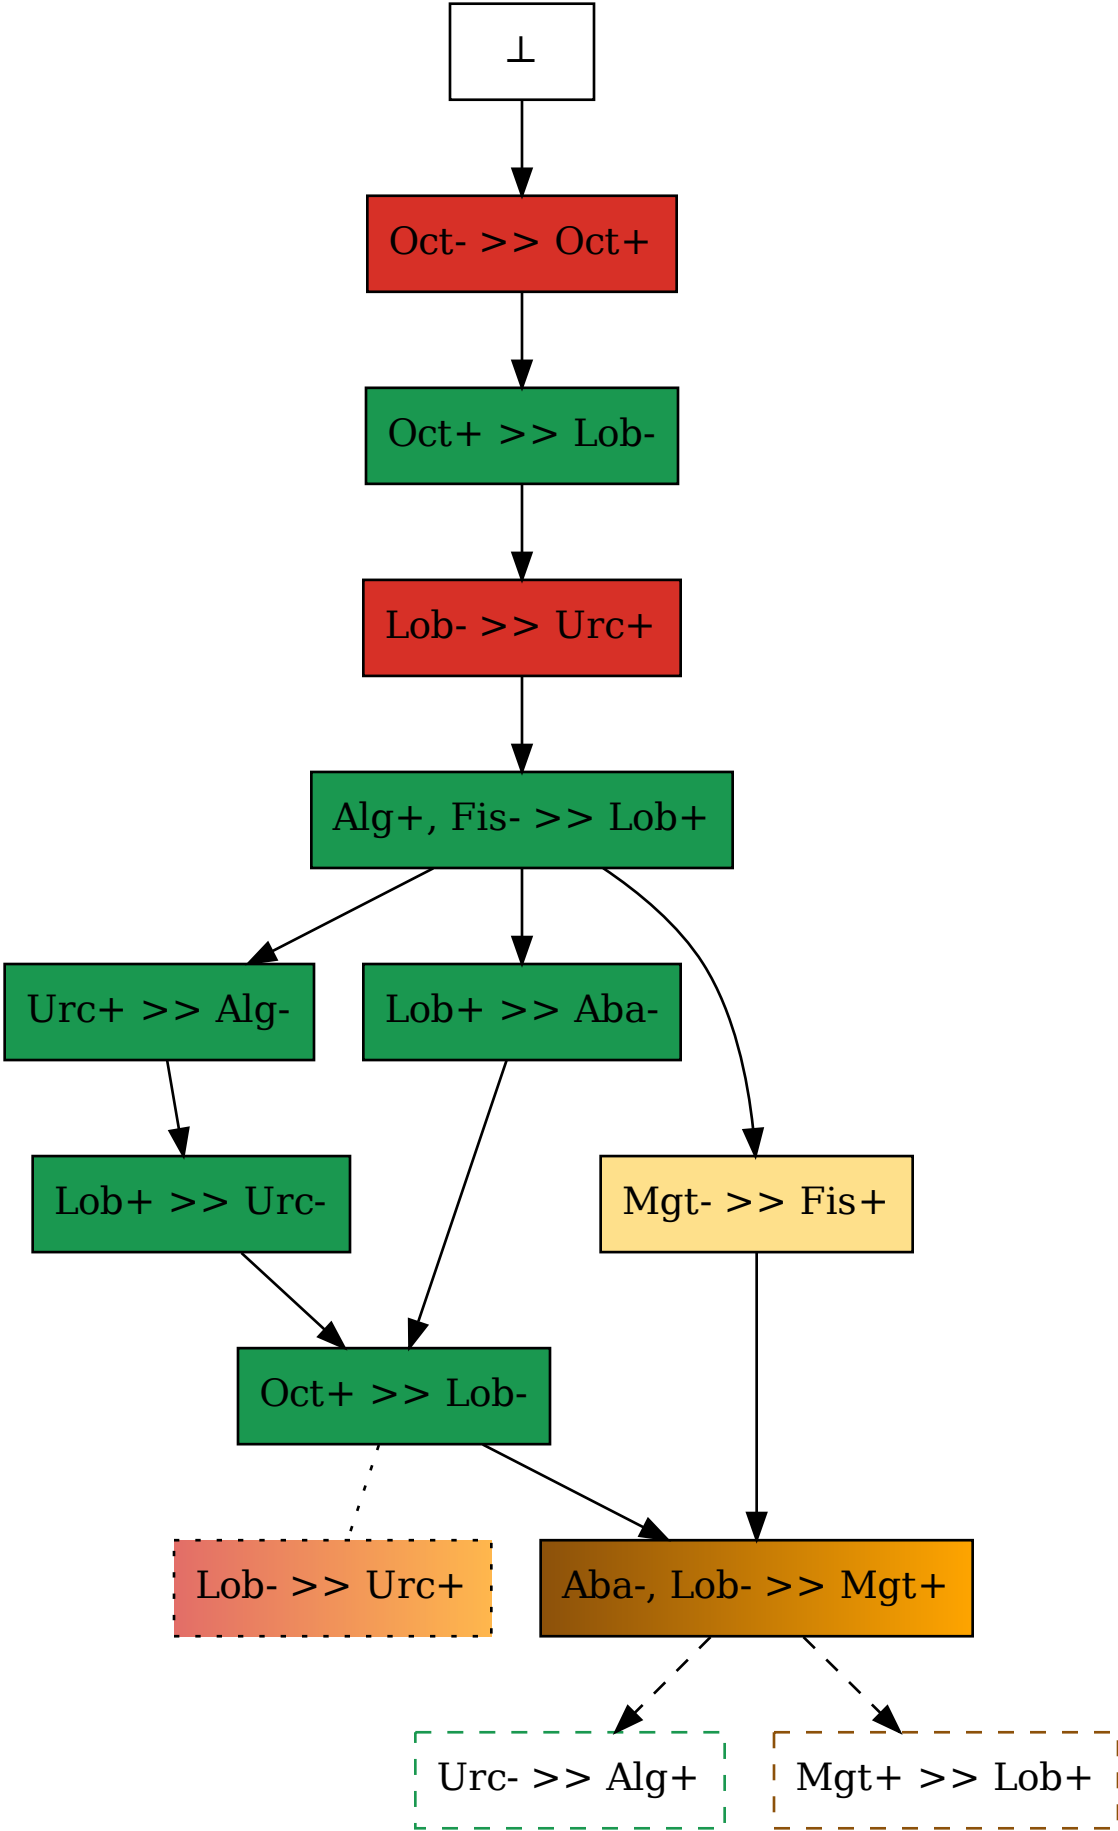 ⊥
Oct- >> Oct+
Oct+ >> Lob-
Lob- >> Urc+
Alg+, Fis- >> Lob+
Urc+ >> Alg-
Lob+ >> Aba-
Lob+ >> Urc-
Mgt- >> Fis+
Oct+ >> Lob-
Lob- >> Urc+
Aba-, Lob- >> Mgt+
Urc- >> Alg+
Mgt+ >> Lob+